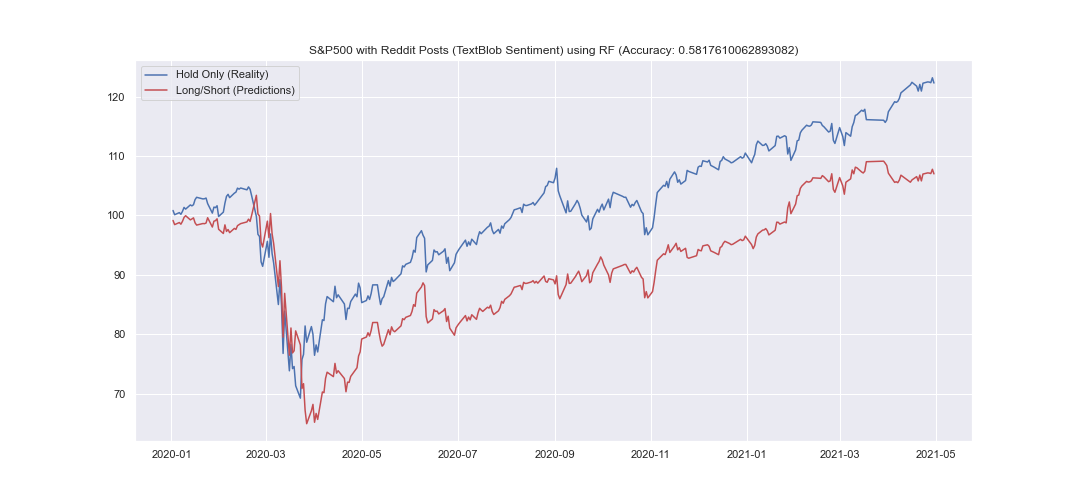 S&P500 with Reddit Posts (TextBlob Sentiment) using RF (Accuracy: 0.5817610062893082)
Hold Only (Reality)
Long/Short (Predictions)
120
110
100
90
80
70
2020-01 2020-03 2020-05 2020-07 2020-09 2020-11 2021-01 2021-03 2021-05